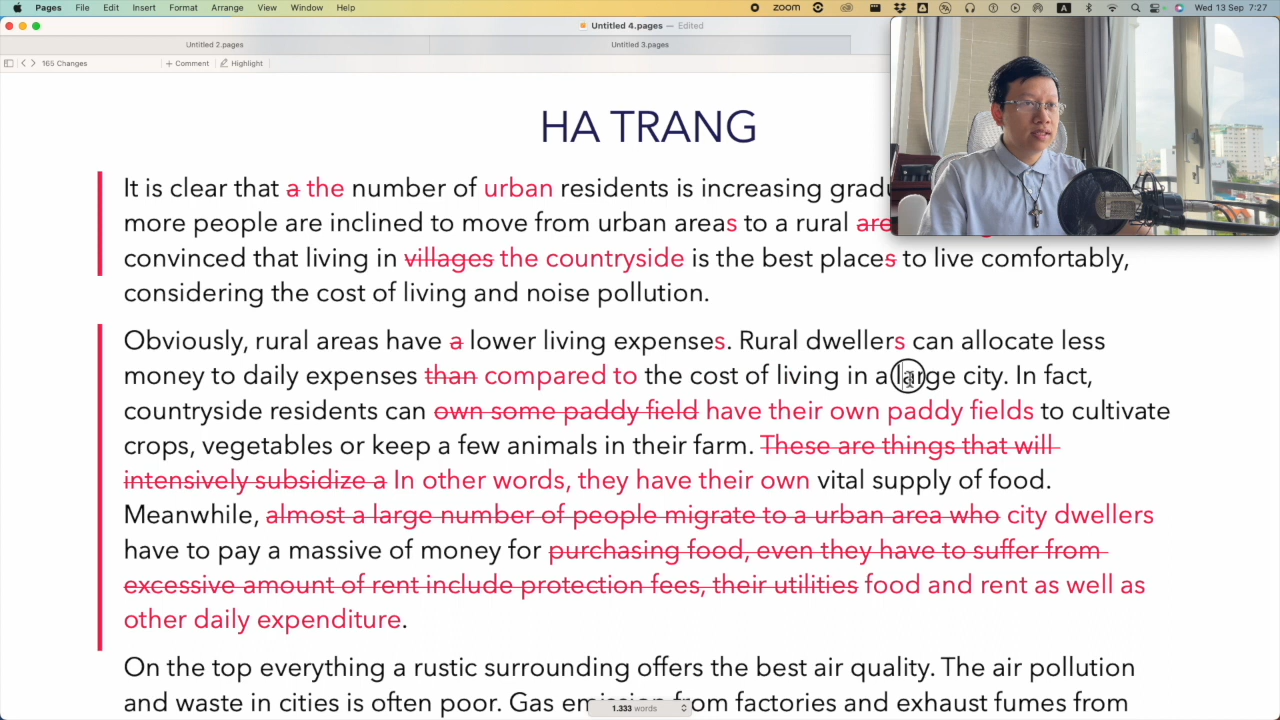 Pages File Edit Insert Format Arrange View Window Help zoom A Wed 13 Sep 7:27
Untitled 4.pages — Edited
Untitled 2.pages Untitled 3.pages
165 Changes + Comment Highlight
HA TRANG
It is clear that a the number of urban residents is increasing
more people are inclined to move from urban areas to a rural
convinced that living in villages the countryside is the best places to live comfortably,
considering the cost of living and noise pollution.
Obviously, rural areas have a lower living expenses. Rural dwellers can allocate less
money to daily expenses than compared to the cost of living in a large city. In fact,
countryside residents can own some paddy field have their own paddy fields to cultivate
crops, vegetables or keep a few animals in their farm. These are things that will
intensively subsidize a In other words, they have their own vital supply of food.
Meanwhile, almost a large number of people migrate to a urban area who city dwellers
have to pay a massive of money for purchasing food, even they have to suffer from
excessive amount of rent include protection fees, their utilities food and rent as well as
other daily expenditure.
On the top everything a rustic surrounding offers the best air quality. The air pollution
and waste in cities is often poor. Gas emission from factories and exhaust fumes from
1.333 words